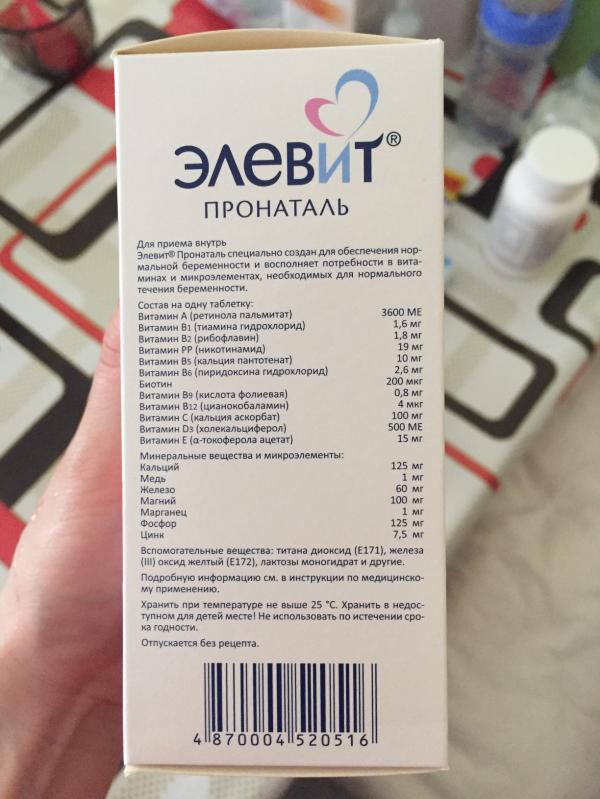 ЭЛЕВИТ®
ПРОНАТАЛЬ
Для приема внутрь
Элевит® Пронаталь специально создан для обеспечения нор-
мальной беременности и восполняет потребности в вита-
минах и микроэлементах, необходимых для нормального
течения беременности.
Состав на одну таблетку:
Витамин А (ретинола пальмитат) 3600 МЕ
Витамин В1 (тиамина гидрохлорид) 1,6 мг
Витамин В2 (рибофлавин) 1,8 мг
Витамин РР (никотинамид) 19 мг
Витамин В5 (кальция пантотенат) 10 мг
Витамин В6 (пиридоксина гидрохлорид) 2,6 мг
Биотин 200 мкг
Витамин В9 (кислота фолиевая) 0,8 мг
Витамин В12 (цианокобаламин) 4 мкг
Витамин С (кальция аскорбат) 100 мг
Витамин D3 (холекальциферол) 500 МЕ
Витамин Е (α-токоферола ацетат) 15 мг
Минеральные вещества и микроэлементы:
Кальций 125 мг
Медь 1 мг
Железо 60 мг
Магний 100 мг
Марганец 1 мг
Фосфор 125 мг
Цинк 7,5 мг
Вспомогательные вещества: титана диоксид (Е171), железа
(III) оксид желтый (Е172), лактозы моногидрат и другие.
Подробную информацию см. в инструкции по медицинско-
му применению.
Хранить при температуре не выше 25 °С. Хранить в недос-
тупном для детей месте! Не использовать по истечении сро-
ка годности.
Отпускается без рецепта.
4 870004 520516